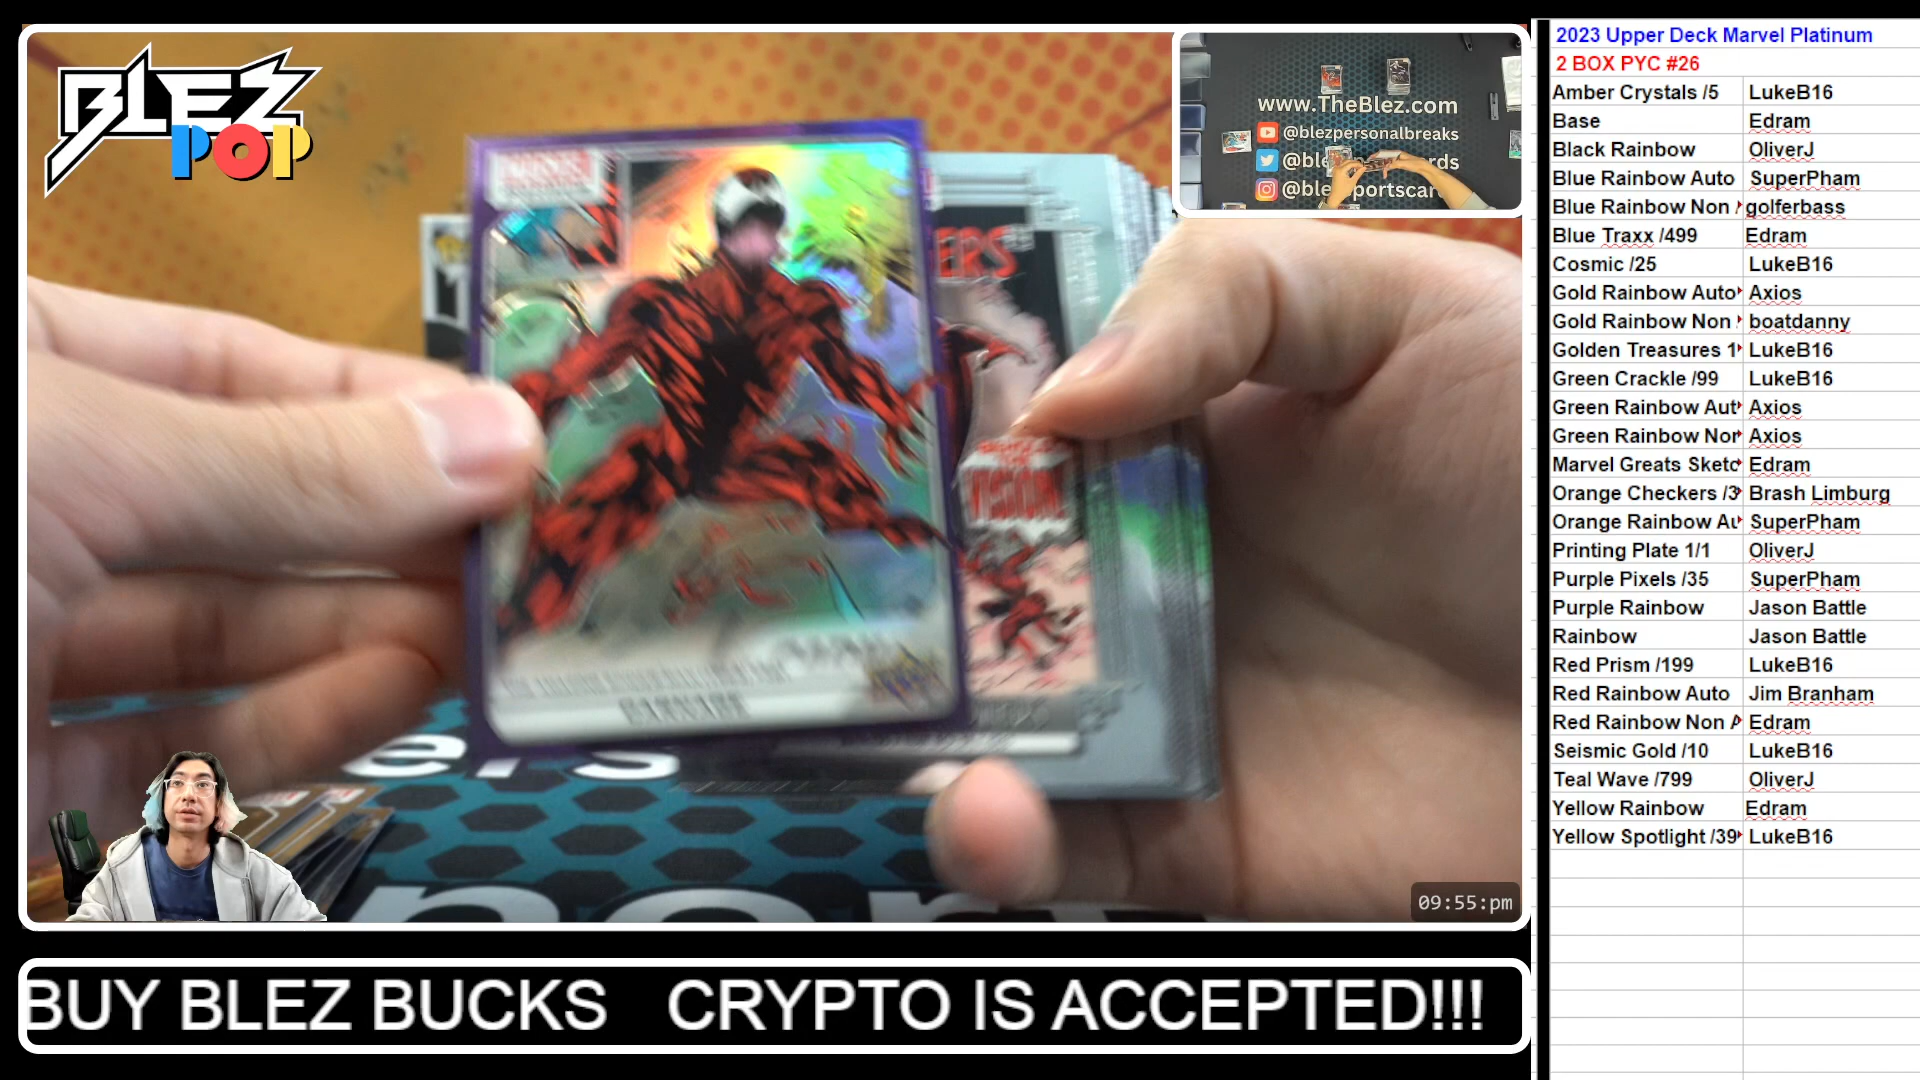 BLEZ
POP
ERS
VISION
CARNAGE
www.TheBlez.com
@blezpersonalbreaks
09:55:pm
BUY BLEZ BUCKS CRYPTO IS ACCEPTED!!!
2023 Upper Deck Marvel Platinum
2 BOX PYC #26
Amber Crystals /5 LukeB16
Base Edram
Black Rainbow OliverJ
Blue Rainbow Auto SuperPham
Blue Rainbow Non golferbass
Blue Traxx /499 Edram
Cosmic /25 LukeB16
Gold Rainbow Auto Axios
Gold Rainbow Non boatdanny
Golden Treasures 1 LukeB16
Green Crackle /99 LukeB16
Green Rainbow Aut Axios
Green Rainbow Nor Axios
Marvel Greats Sketc Edram
Orange Checkers /3 Brash Limburg
Orange Rainbow Au SuperPham
Printing Plate 1/1 OliverJ
Purple Pixels /35 SuperPham
Purple Rainbow Jason Battle
Rainbow Jason Battle
Red Prism /199 LukeB16
Red Rainbow Auto Jim Branham
Red Rainbow Non A Edram
Seismic Gold /10 LukeB16
Teal Wave /799 OliverJ
Yellow Rainbow Edram
Yellow Spotlight /39 LukeB16